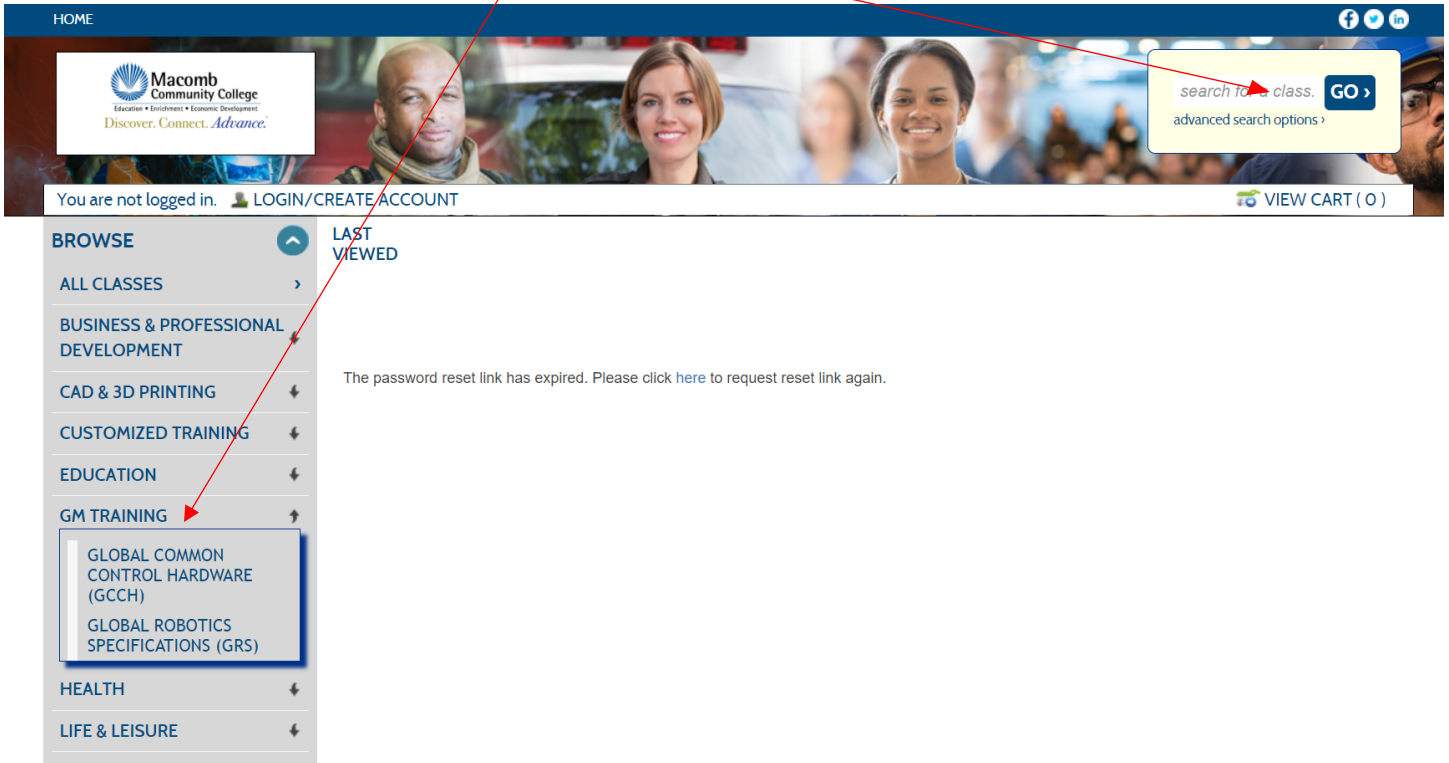 HOME
Macomb
Community College
Education • Enrichment • Economic Development
Discover. Connect. Advance.
search for a class.
GO ›
advanced search options ›
You are not logged in.
LOGIN/CREATE ACCOUNT
VIEW CART ( 0 )
BROWSE
ALL CLASSES
BUSINESS & PROFESSIONAL
DEVELOPMENT
CAD & 3D PRINTING
CUSTOMIZED TRAINING
EDUCATION
GM TRAINING
GLOBAL COMMON
CONTROL HARDWARE
(GCCH)
GLOBAL ROBOTICS
SPECIFICATIONS (GRS)
HEALTH
LIFE & LEISURE
LAST
VIEWED
The password reset link has expired. Please click here to request reset link again.